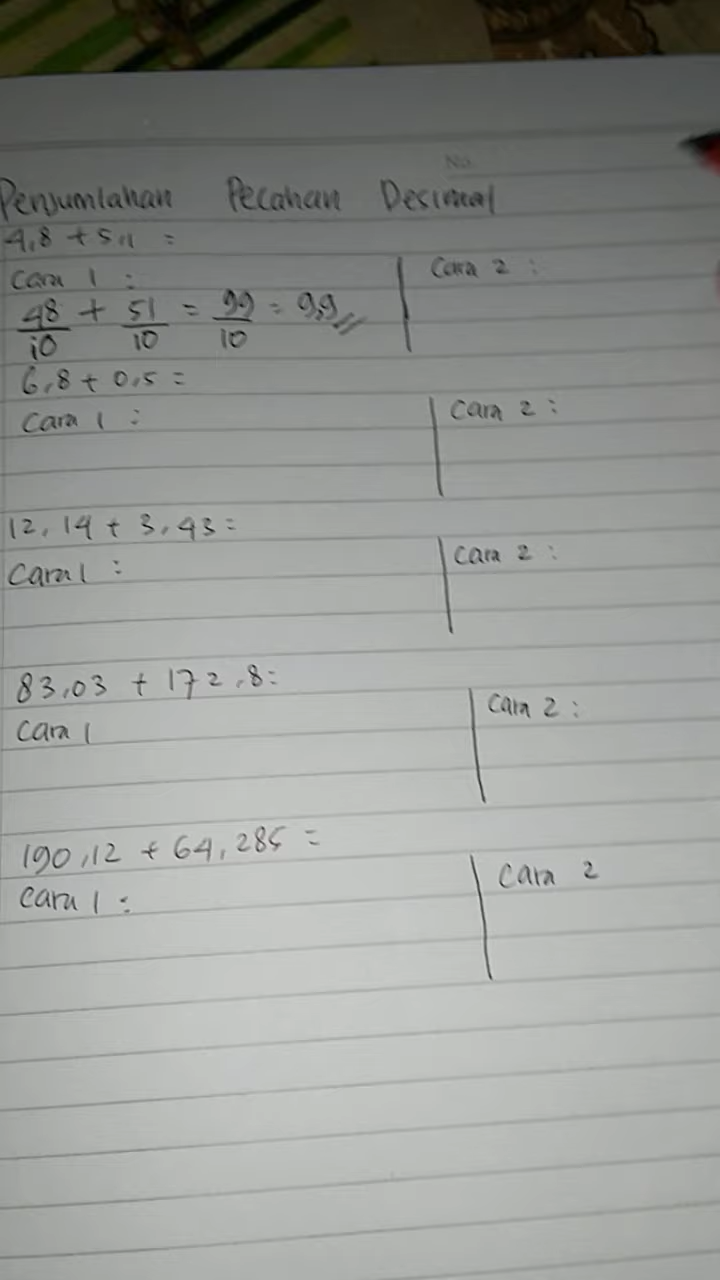 No.
Penjumlahan Pecahan Desimal
4,8 + 5,1 =
Cara 1 :
Cara 2 :
48/10 + 51/10 = 99/10 = 9,9 //
6,8 + 0,5 =
Cara 1 :
Cara 2 :
12,14 + 3,43 =
Cara 1 :
Cara 2 :
83,03 + 172,8 =
Cara 1
Cara 2 :
190,12 + 64,285 =
Cara 1 :
Cara 2